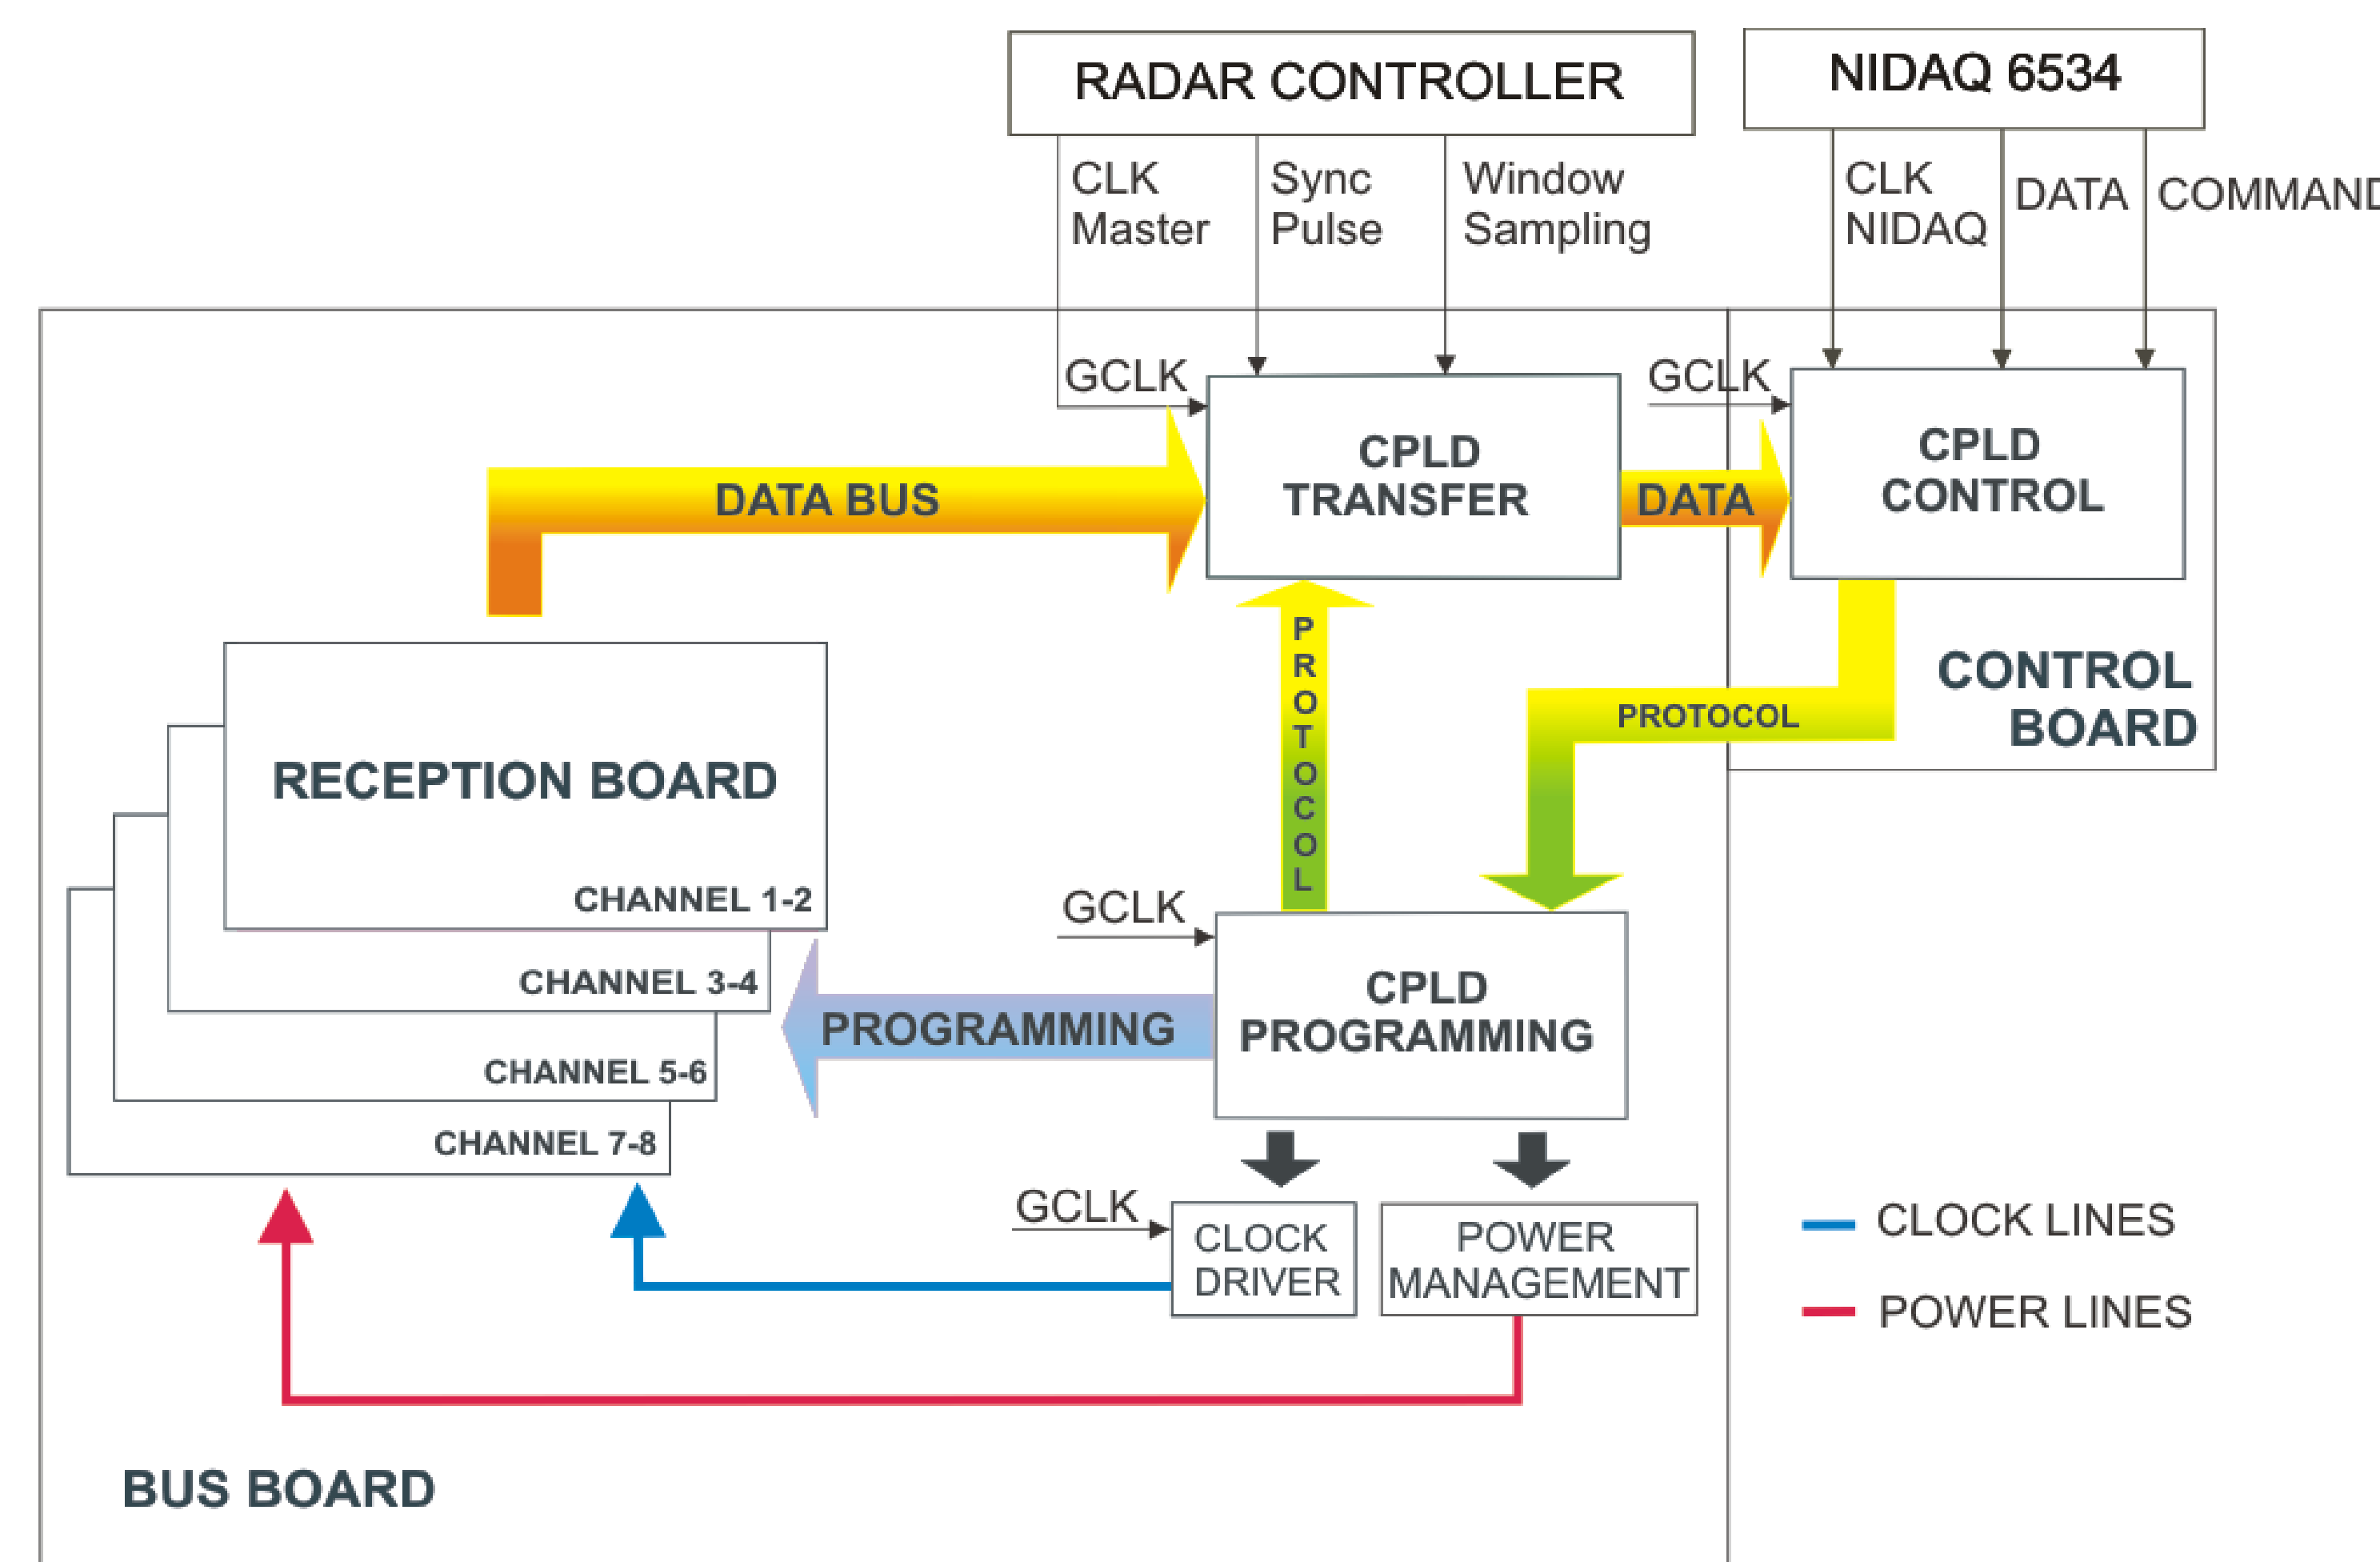 RADAR CONTROLLER
NIDAQ 6534
CLK
Master
Sync
Pulse
Window
Sampling
CLK
NIDAQ
DATA
COMMAND
GCLK
GCLK
CPLD
TRANSFER
CPLD
CONTROL
DATA BUS
DATA
PROTOCOL
CONTROL
BOARD
PROTOCOL
RECEPTION BOARD
CHANNEL 1-2
CHANNEL 3-4
CHANNEL 5-6
CHANNEL 7-8
GCLK
CPLD
PROGRAMMING
PROGRAMMING
GCLK
CLOCK
DRIVER
POWER
MANAGEMENT
CLOCK LINES
POWER LINES
BUS BOARD